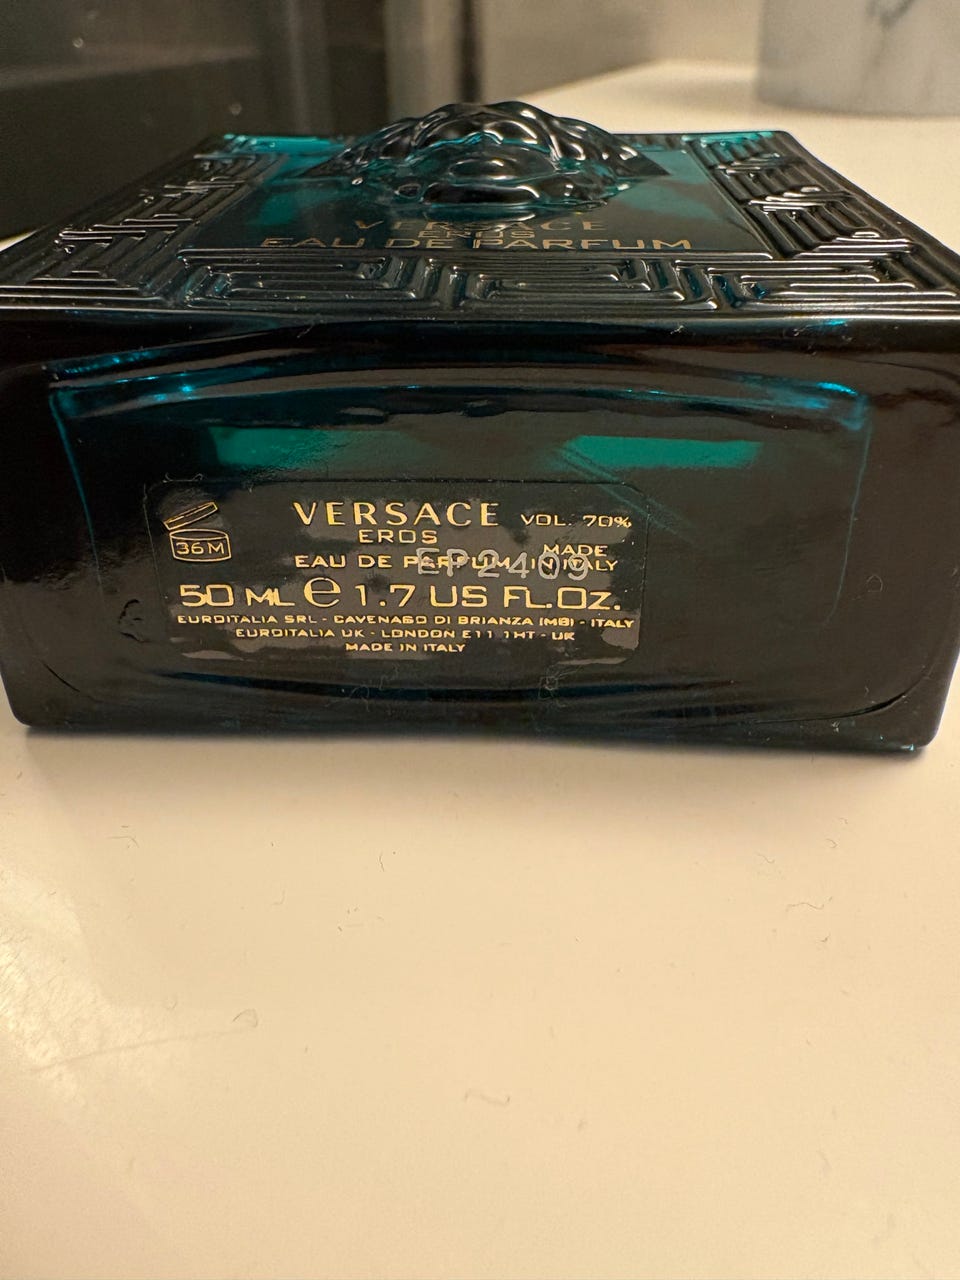 VERSACE
EROS
EAU DE PARFUM
36M
VERSACE VOL. 70%
EROS
EAU DE PARFUM MADE IN ITALY
EP2409
50 ML e 1.7 US FL.OZ.
EUROITALIA SRL - CAVENAGO DI BRIANZA (MB) - ITALY
EUROITALIA UK - LONDON E11 1HT - UK
MADE IN ITALY